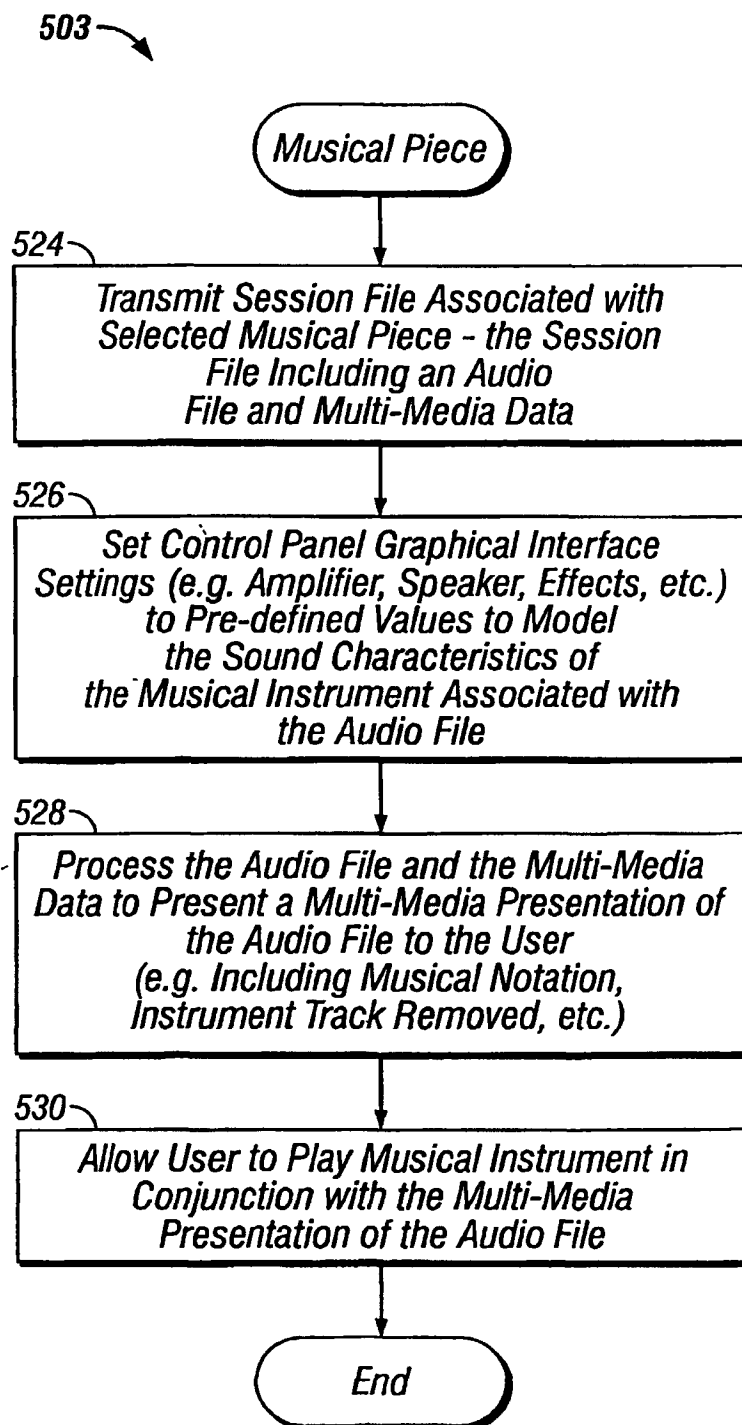 503
Musical Piece
524
Transmit Session File Associated with
Selected Musical Piece - the Session
File Including an Audio
File and Multi-Media Data
526
Set Control Panel Graphical Interface
Settings (e.g. Amplifier, Speaker, Effects, etc.)
to Pre-defined Values to Model
the Sound Characteristics of
the Musical Instrument Associated with
the Audio File
528
Process the Audio File and the Multi-Media
Data to Present a Multi-Media Presentation of
the Audio File to the User
(e.g. Including Musical Notation,
Instrument Track Removed, etc.)
530
Allow User to Play Musical Instrument in
Conjunction with the Multi-Media
Presentation of the Audio File
End